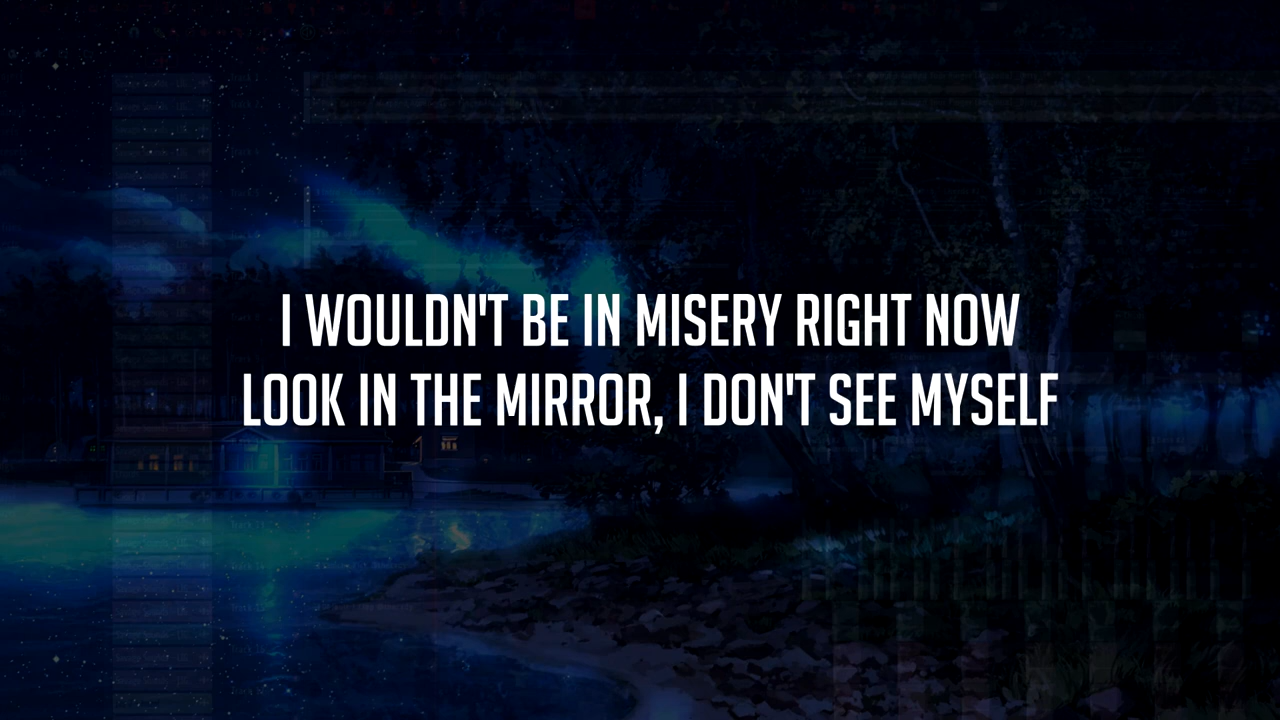 I WOULDN'T BE IN MISERY RIGHT NOW
LOOK IN THE MIRROR, I DON'T SEE MYSELF